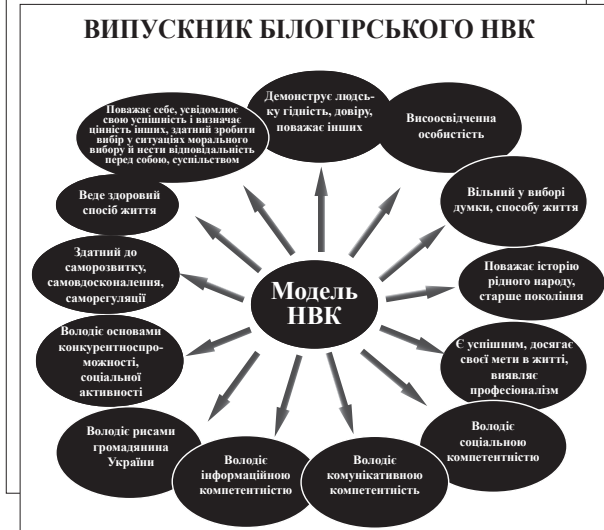 ВИПУСКНИК БІЛОГІРСЬКОГО НВК
Демонструє людсь-
ку гідність, довіру,
поважає інших
Висоосвідченна
особистість
Вільний у виборі
думки, способу життя
Поважає історію
рідного народу,
старше покоління
Є успішним, досягає
своєї мети в житті,
виявляє
професіоналізм
Володіє
соціальною
компетентністю
Володіє
комунікативною
компетентність
Володіє
інформаційною
компетентністю
Володіє рисами
громадянина
України
Володіє основами
конкурентноспро-
можності,
соціальної
активності
Здатний до
саморозвитку,
самовдосконалення,
саморегуляції
Веде здоровий
спосіб життя
Поважає себе, усвідомлює
свою успішність і визначає
цінність інших, здатний зробити
вибір у ситуаціях морального
вибору й нести відповідальність
перед собою, суспільством
Модель
НВК